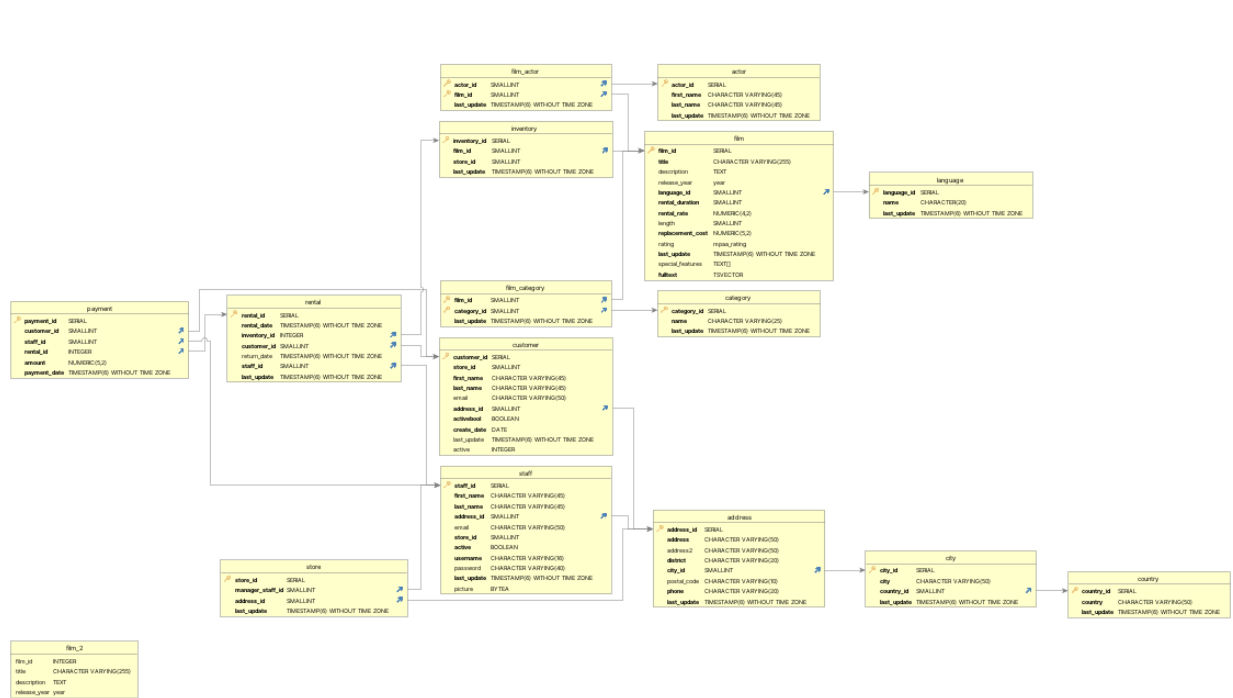 film_actor
actor_id SMALLINT
film_id SMALLINT
last_update TIMESTAMP(6) WITHOUT TIME ZONE
actor
actor_id SERIAL
first_name CHARACTER VARYING(45)
last_name CHARACTER VARYING(45)
last_update TIMESTAMP(6) WITHOUT TIME ZONE
inventory
inventory_id SERIAL
film_id SMALLINT
store_id SMALLINT
last_update TIMESTAMP(6) WITHOUT TIME ZONE
film
film_id SERIAL
title CHARACTER VARYING(255)
description TEXT
release_year year
language_id SMALLINT
rental_duration SMALLINT
rental_rate NUMERIC(4,2)
length SMALLINT
replacement_cost NUMERIC(5,2)
rating mpaa_rating
last_update TIMESTAMP(6) WITHOUT TIME ZONE
special_features TEXT[]
fulltext TSVECTOR
language
language_id SERIAL
name CHARACTER(20)
last_update TIMESTAMP(6) WITHOUT TIME ZONE
film_category
film_id SMALLINT
category_id SMALLINT
last_update TIMESTAMP(6) WITHOUT TIME ZONE
category
category_id SERIAL
name CHARACTER VARYING(25)
last_update TIMESTAMP(6) WITHOUT TIME ZONE
payment
payment_id SERIAL
customer_id SMALLINT
staff_id SMALLINT
rental_id INTEGER
amount NUMERIC(5,2)
payment_date TIMESTAMP(6) WITHOUT TIME ZONE
rental
rental_id SERIAL
rental_date TIMESTAMP(6) WITHOUT TIME ZONE
inventory_id INTEGER
customer_id SMALLINT
return_date TIMESTAMP(6) WITHOUT TIME ZONE
staff_id SMALLINT
last_update TIMESTAMP(6) WITHOUT TIME ZONE
customer
customer_id SERIAL
store_id SMALLINT
first_name CHARACTER VARYING(45)
last_name CHARACTER VARYING(45)
email CHARACTER VARYING(50)
address_id SMALLINT
activebool BOOLEAN
create_date DATE
last_update TIMESTAMP(6) WITHOUT TIME ZONE
active INTEGER
staff
staff_id SERIAL
first_name CHARACTER VARYING(45)
last_name CHARACTER VARYING(45)
address_id SMALLINT
email CHARACTER VARYING(50)
store_id SMALLINT
active BOOLEAN
username CHARACTER VARYING(16)
password CHARACTER VARYING(40)
last_update TIMESTAMP(6) WITHOUT TIME ZONE
picture BYTEA
store
store_id SERIAL
manager_staff_id SMALLINT
address_id SMALLINT
last_update TIMESTAMP(6) WITHOUT TIME ZONE
address
address_id SERIAL
address CHARACTER VARYING(50)
address2 CHARACTER VARYING(50)
district CHARACTER VARYING(20)
city_id SMALLINT
postal_code CHARACTER VARYING(10)
phone CHARACTER VARYING(20)
last_update TIMESTAMP(6) WITHOUT TIME ZONE
city
city_id SERIAL
city CHARACTER VARYING(50)
country_id SMALLINT
last_update TIMESTAMP(6) WITHOUT TIME ZONE
country
country_id SERIAL
country CHARACTER VARYING(50)
last_update TIMESTAMP(6) WITHOUT TIME ZONE
film_2
film_id INTEGER
title CHARACTER VARYING(255)
description TEXT
release_year year